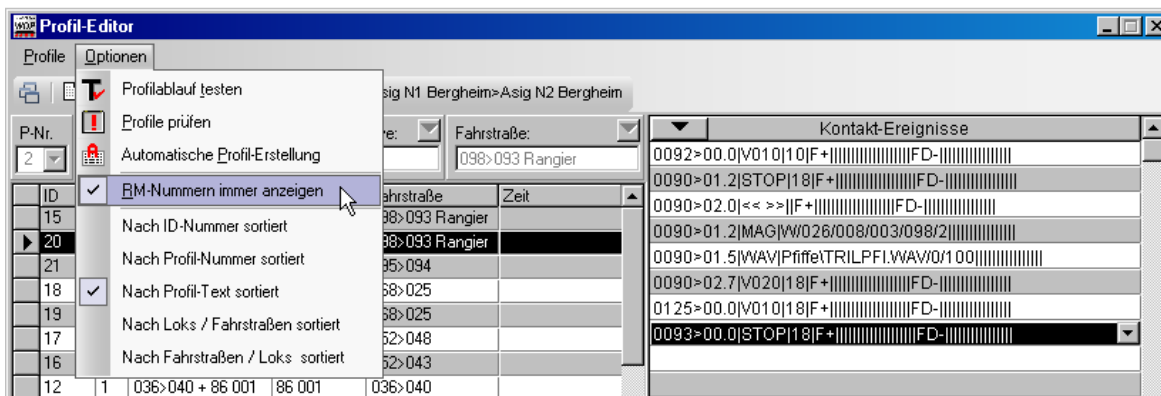 WDP Profil-Editor
Profile Optionen
Profilablauf testen
Profile prüfen
Automatische Profil-Erstellung
RM-Nummern immer anzeigen
Nach ID-Nummer sortiert
Nach Profil-Nummer sortiert
Nach Profil-Text sortiert
Nach Loks / Fahrstraßen sortiert
Nach Fahrstraßen / Loks sortiert
sig N1 Bergheim>Asig N2 Bergheim
P-Nr. Fahrstraße:
2 098>093 Rangier
ID ahrstraße Zeit
15 98>093 Rangier
20 98>093 Rangier
21 95>094
18 68>025
19 68>025
17 52>048
16 52>043
12 1 036>040 + 86 001 86 001 036>040
Kontakt-Ereignisse
0092>00.0|V010|10|F+|||||||||||||||||||FD-||||||||||||||||
0090>01.2|STOP|18|F+|||||||||||||||||||FD-||||||||||||||||
0090>02.0|<< >>||F+|||||||||||||||||||FD-||||||||||||||||
0090>01.2|MAG|W/026/008/003/098/2||||||||||||||||
0090>01.5|WAV|Pfiffe\TRILPFI.WAV/0/100||||||||||||||||
0090>02.7|V020|18|F+|||||||||||||||||||FD-||||||||||||||||
0125>00.0|V010|18|F+|||||||||||||||||||FD-||||||||||||||||
0093>00.0|STOP|18|F+|||||||||||||||||||FD-||||||||||||||||